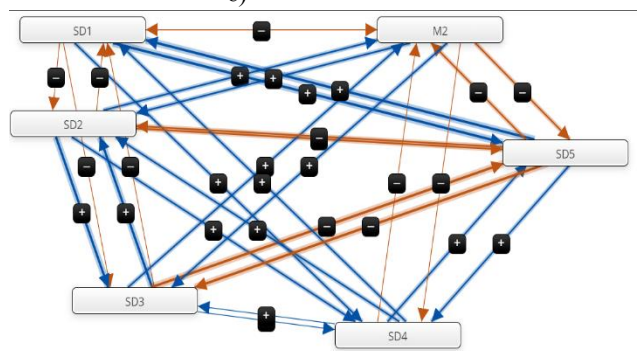 SD1 − M2
− − + + + + − −
SD2 − SD5
− − + +
+ + − −
+ + + + − −
+ +
SD3 +
SD4